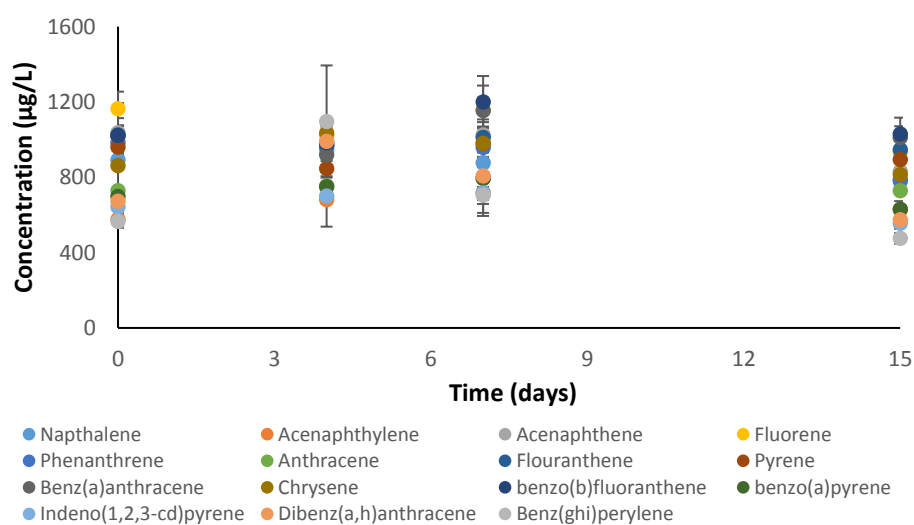 1600
1200
800
400
0
Concentration (µg/L)
0 3 6 9 12 15
Time (days)
Napthalene Acenaphthylene Acenaphthene Fluorene
Phenanthrene Anthracene Flouranthene Pyrene
Benz(a)anthracene Chrysene benzo(b)fluoranthene benzo(a)pyrene
Indeno(1,2,3-cd)pyrene Dibenz(a,h)anthracene Benz(ghi)perylene